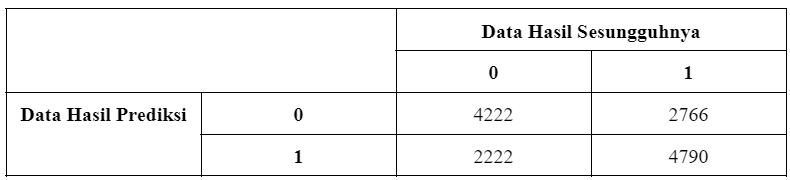 Data Hasil Sesungguhnya
0 1
Data Hasil Prediksi 0 4222 2766
1 2222 4790